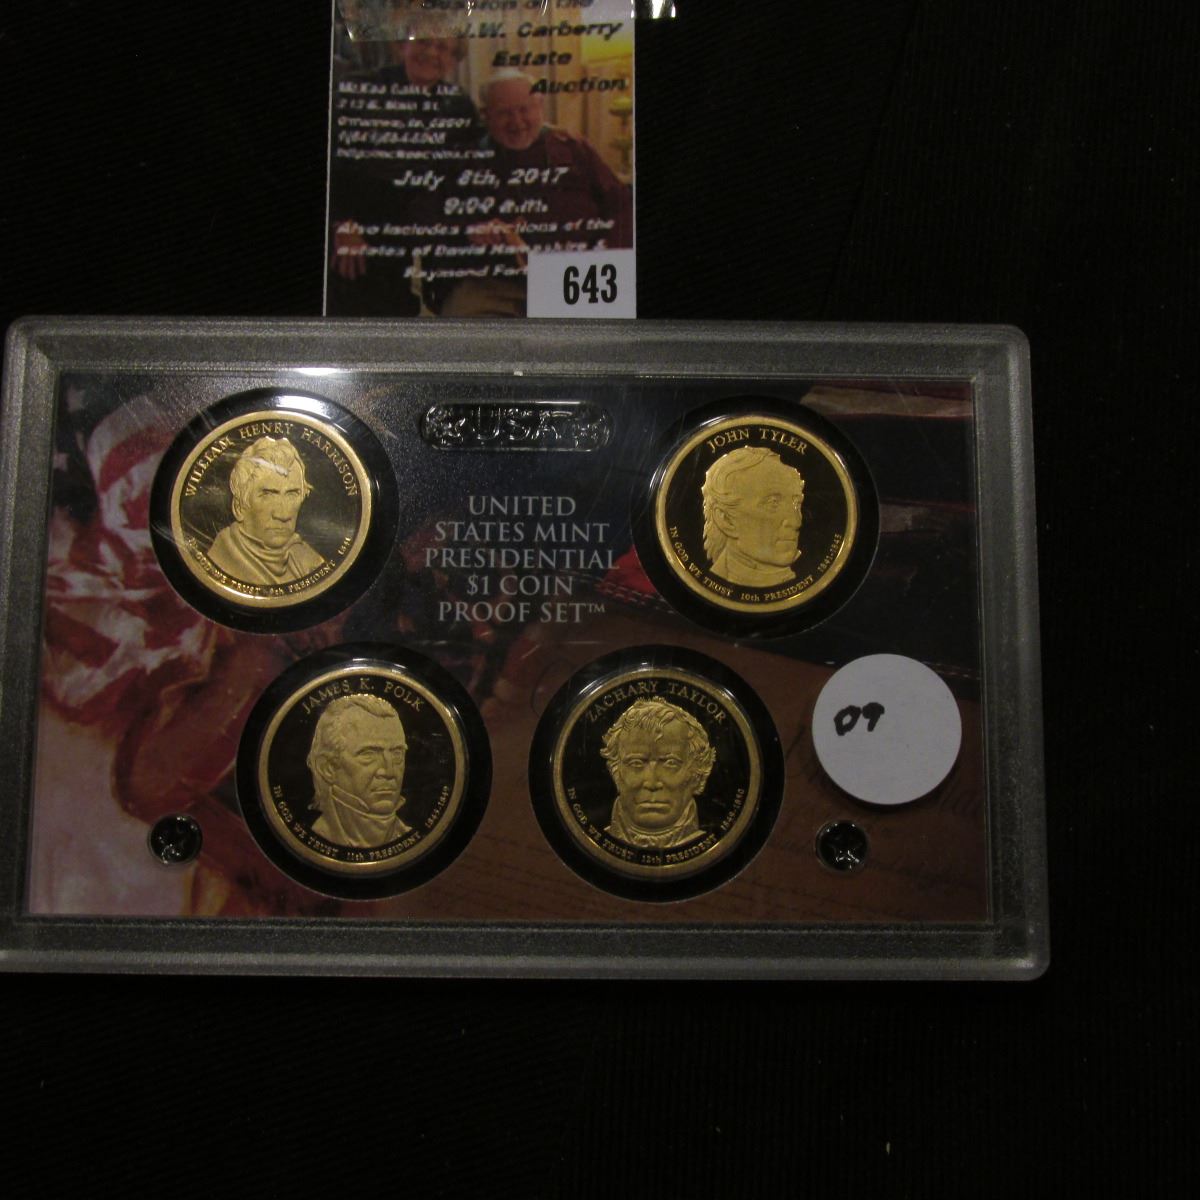 J.W. Carberry
Estate
Auction
July 8th, 2017
9:00 a.m.
Also includes selections of the
estates of David Hampshire &
Raymond
643
USA
WILLIAM HENRY HARRISON
IN GOD WE TRUST 9th PRESIDENT 1841
JOHN TYLER
IN GOD WE TRUST 10th PRESIDENT 1841-1845
UNITED
STATES MINT
PRESIDENTIAL
$1 COIN
PROOF SET™
JAMES K. POLK
IN GOD WE TRUST 11th PRESIDENT 1845-1849
ZACHARY TAYLOR
IN GOD WE TRUST 12th PRESIDENT 1849-1850
09